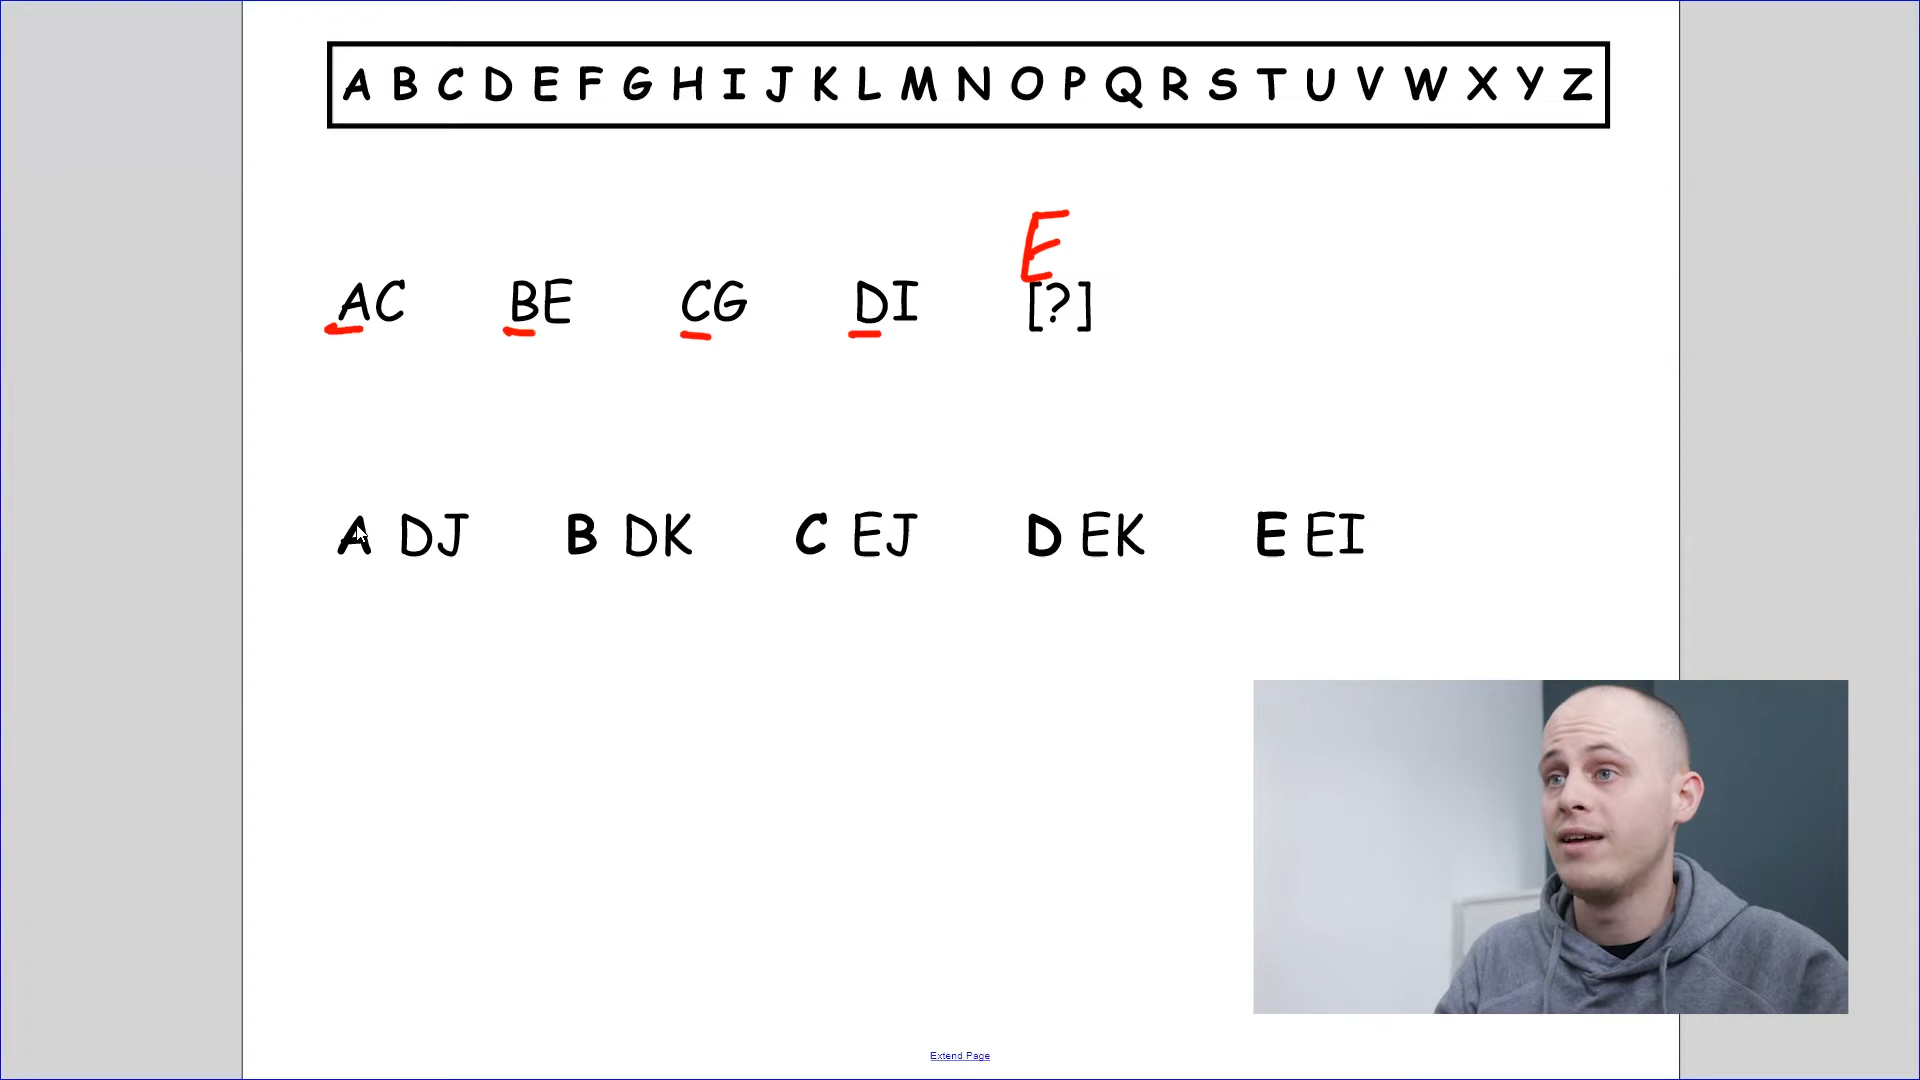 A B C D E F G H I J K L M N O P Q R S T U V W X Y Z
E
AC BE CG DI [?]
A DJ B DK C EJ D EK E EI
Extend Page